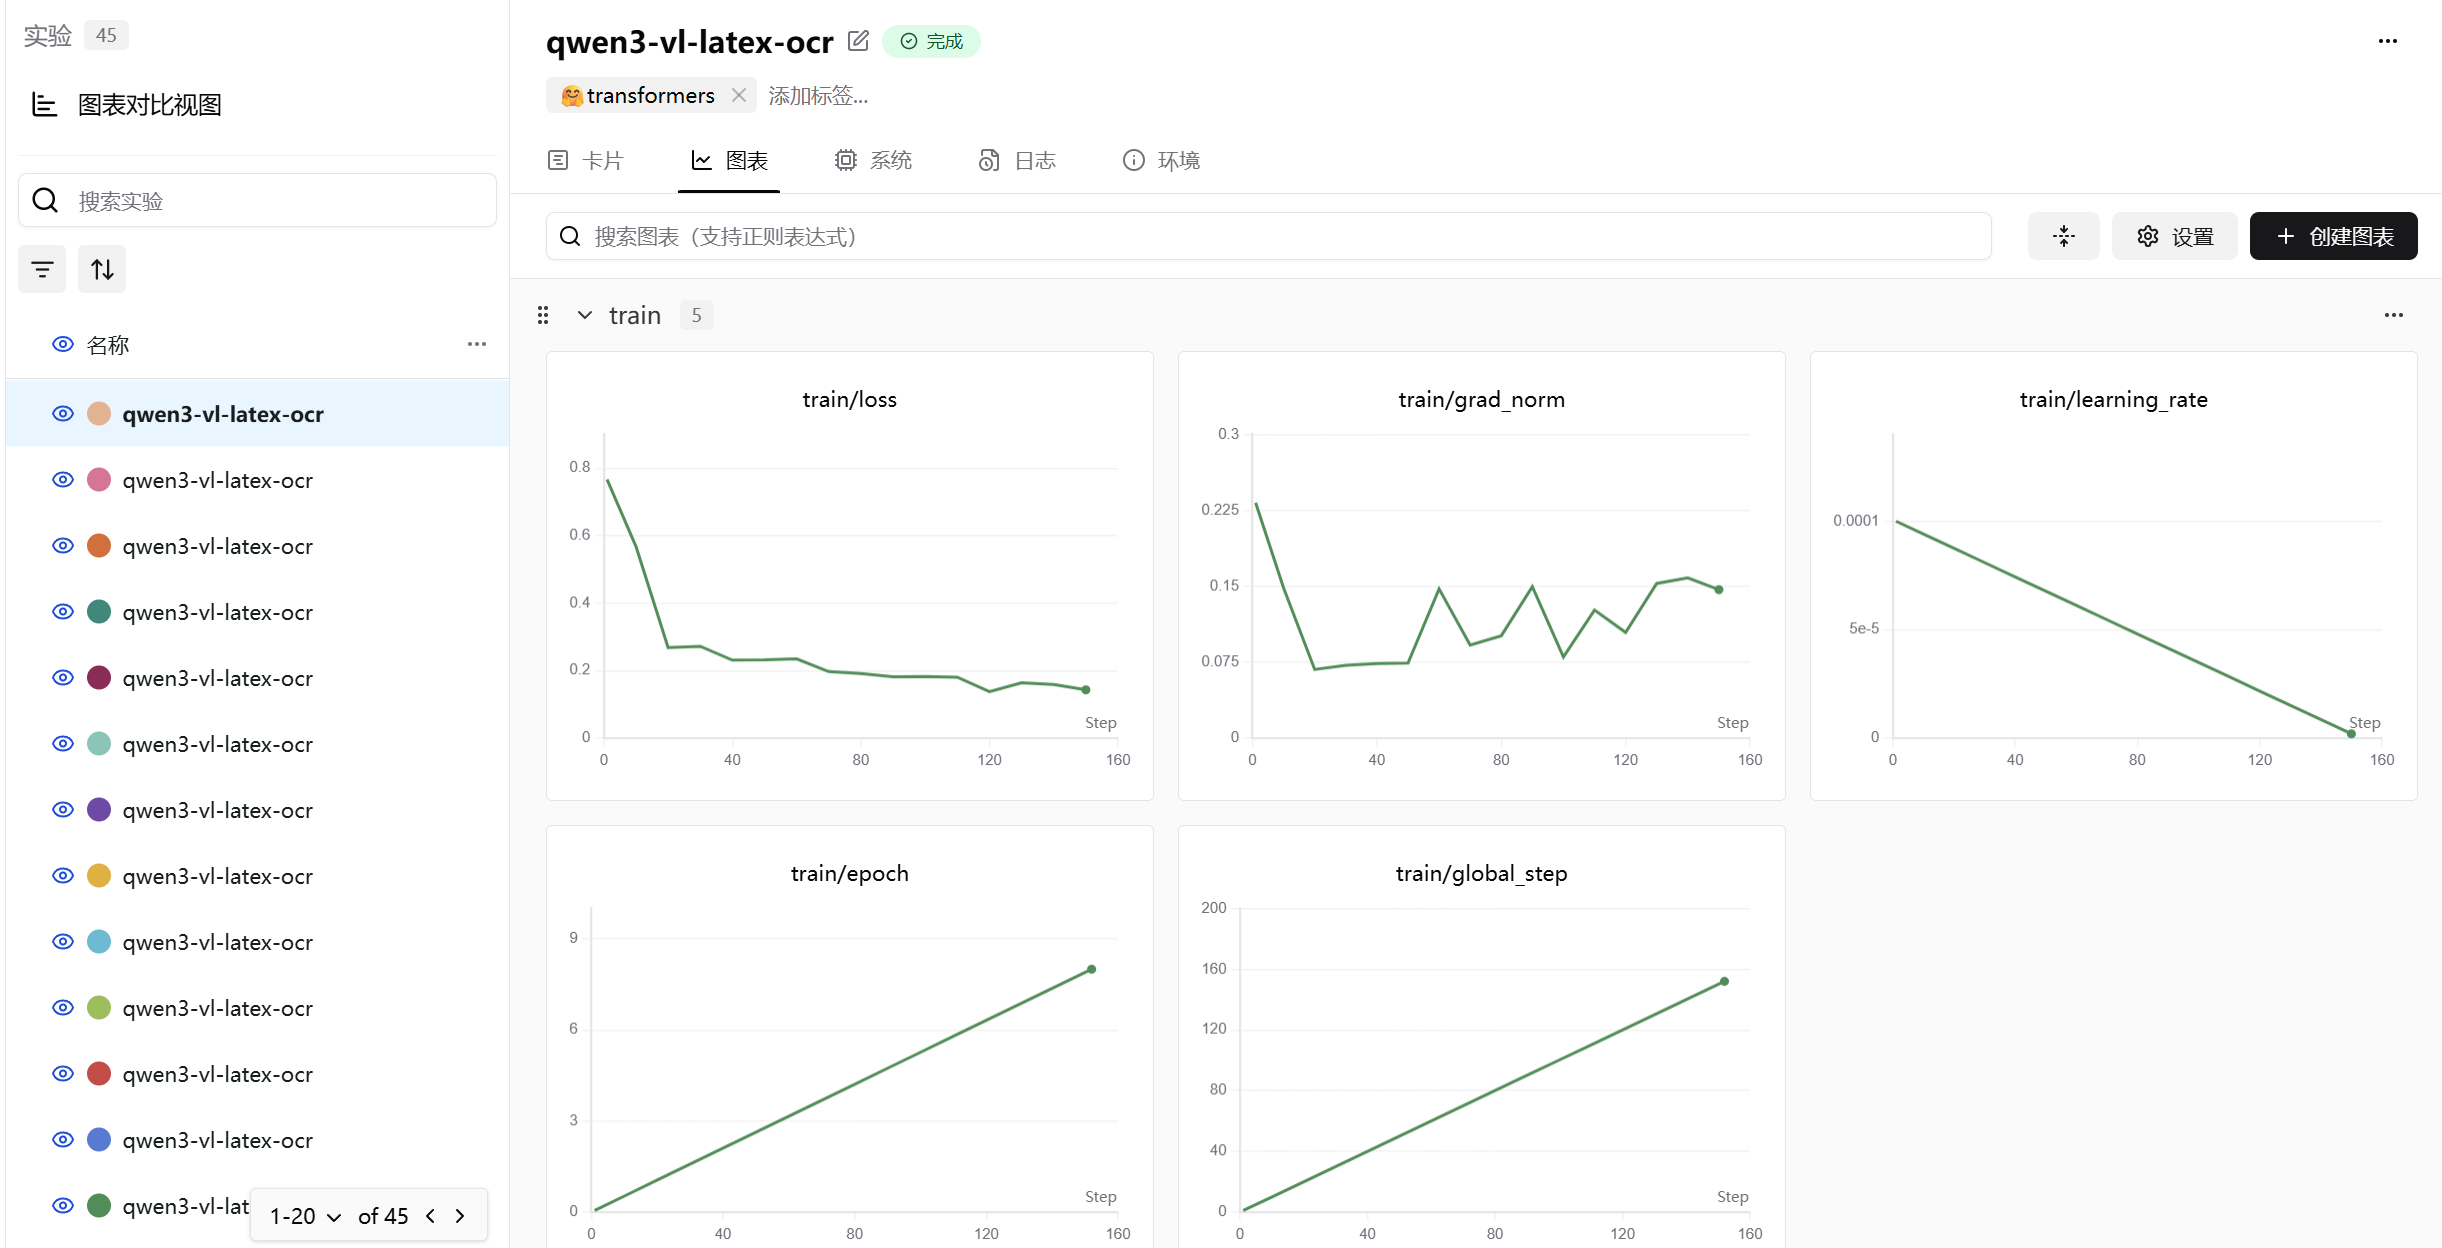 实验 45
图表对比视图
搜索实验
名称
qwen3-vl-latex-ocr
qwen3-vl-latex-ocr
qwen3-vl-latex-ocr
qwen3-vl-latex-ocr
qwen3-vl-latex-ocr
qwen3-vl-latex-ocr
qwen3-vl-latex-ocr
qwen3-vl-latex-ocr
qwen3-vl-latex-ocr
qwen3-vl-latex-ocr
qwen3-vl-latex-ocr
qwen3-vl-latex-ocr
qwen3-vl-lat
1-20 of 45
qwen3-vl-latex-ocr 完成
transformers 添加标签...
卡片 图表 系统 日志 环境
搜索图表（支持正则表达式） 设置 创建图表
train 5
train/loss
0.8
0.6
0.4
0.2
0
Step
0 40 80 120 160
train/grad_norm
0.3
0.225
0.15
0.075
0
Step
0 40 80 120 160
train/learning_rate
0.0001
5e-5
0
Step
0 40 80 120 160
train/epoch
9
6
3
0
Step
0 40 80 120 160
train/global_step
200
160
120
80
40
0
Step
0 40 80 120 160